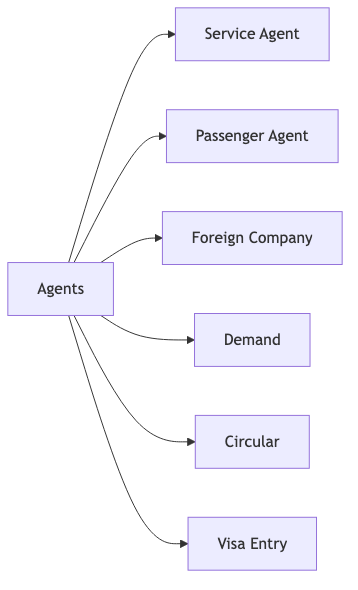 Service Agent
Passenger Agent
Foreign Company
Agents
Demand
Circular
Visa Entry